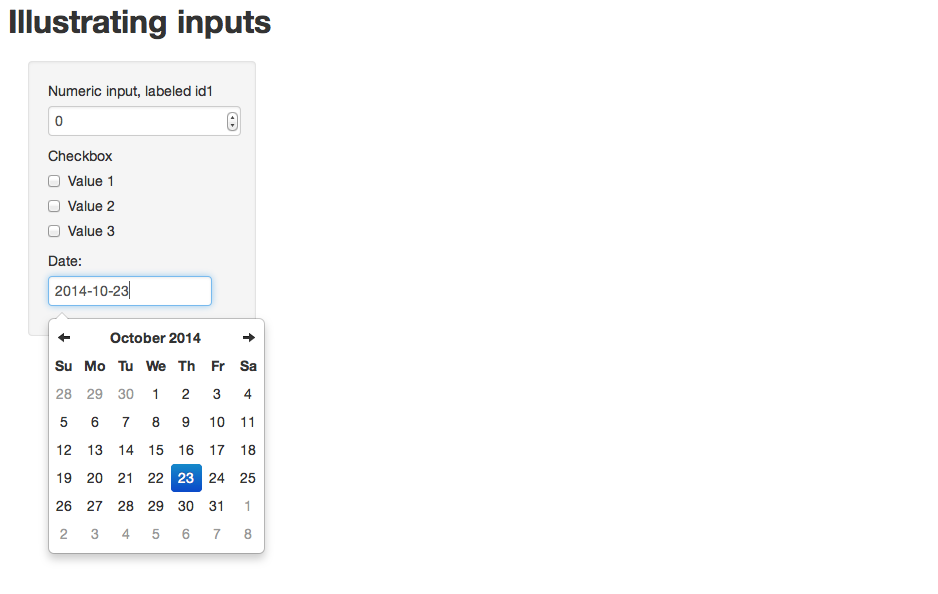 Illustrating inputs
Numeric input, labeled id1
0
Checkbox
Value 1
Value 2
Value 3
Date:
2014-10-23
October 2014
Su Mo Tu We Th Fr Sa
28 29 30 1 2 3 4
5 6 7 8 9 10 11
12 13 14 15 16 17 18
19 20 21 22 23 24 25
26 27 28 29 30 31 1
2 3 4 5 6 7 8